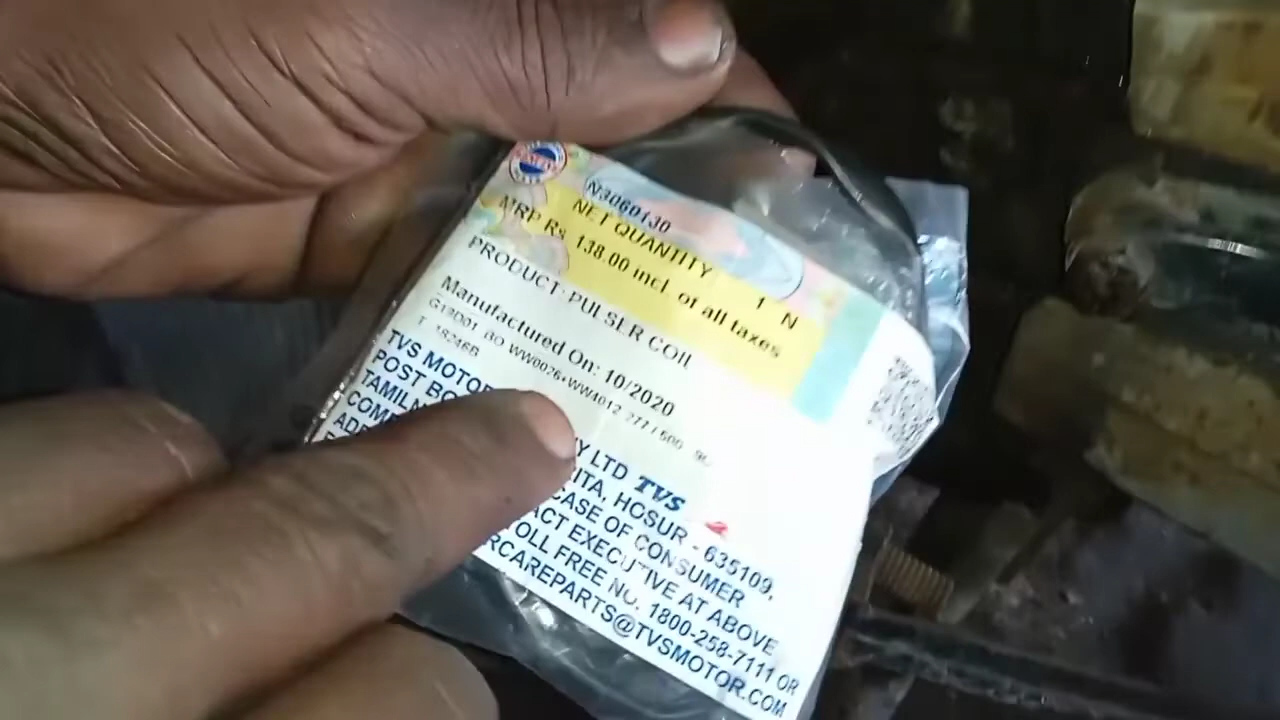 N3060130
NET QUANTITY 1 N
MRP Rs. 138.00 incl. of all taxes
PRODUCT: PULSER COIL
Manufactured On: 10/2020
TVS MOTOR Y LTD TVS
POST BO ITA, HOSUR - 635109,
TAMILN CASE OF CONSUMER
COM ACT EXECUTIVE AT ABOVE
ADD OLL FREE NO. 1800-258-7111 OR
RCAREPARTS@TVSMOTOR.COM